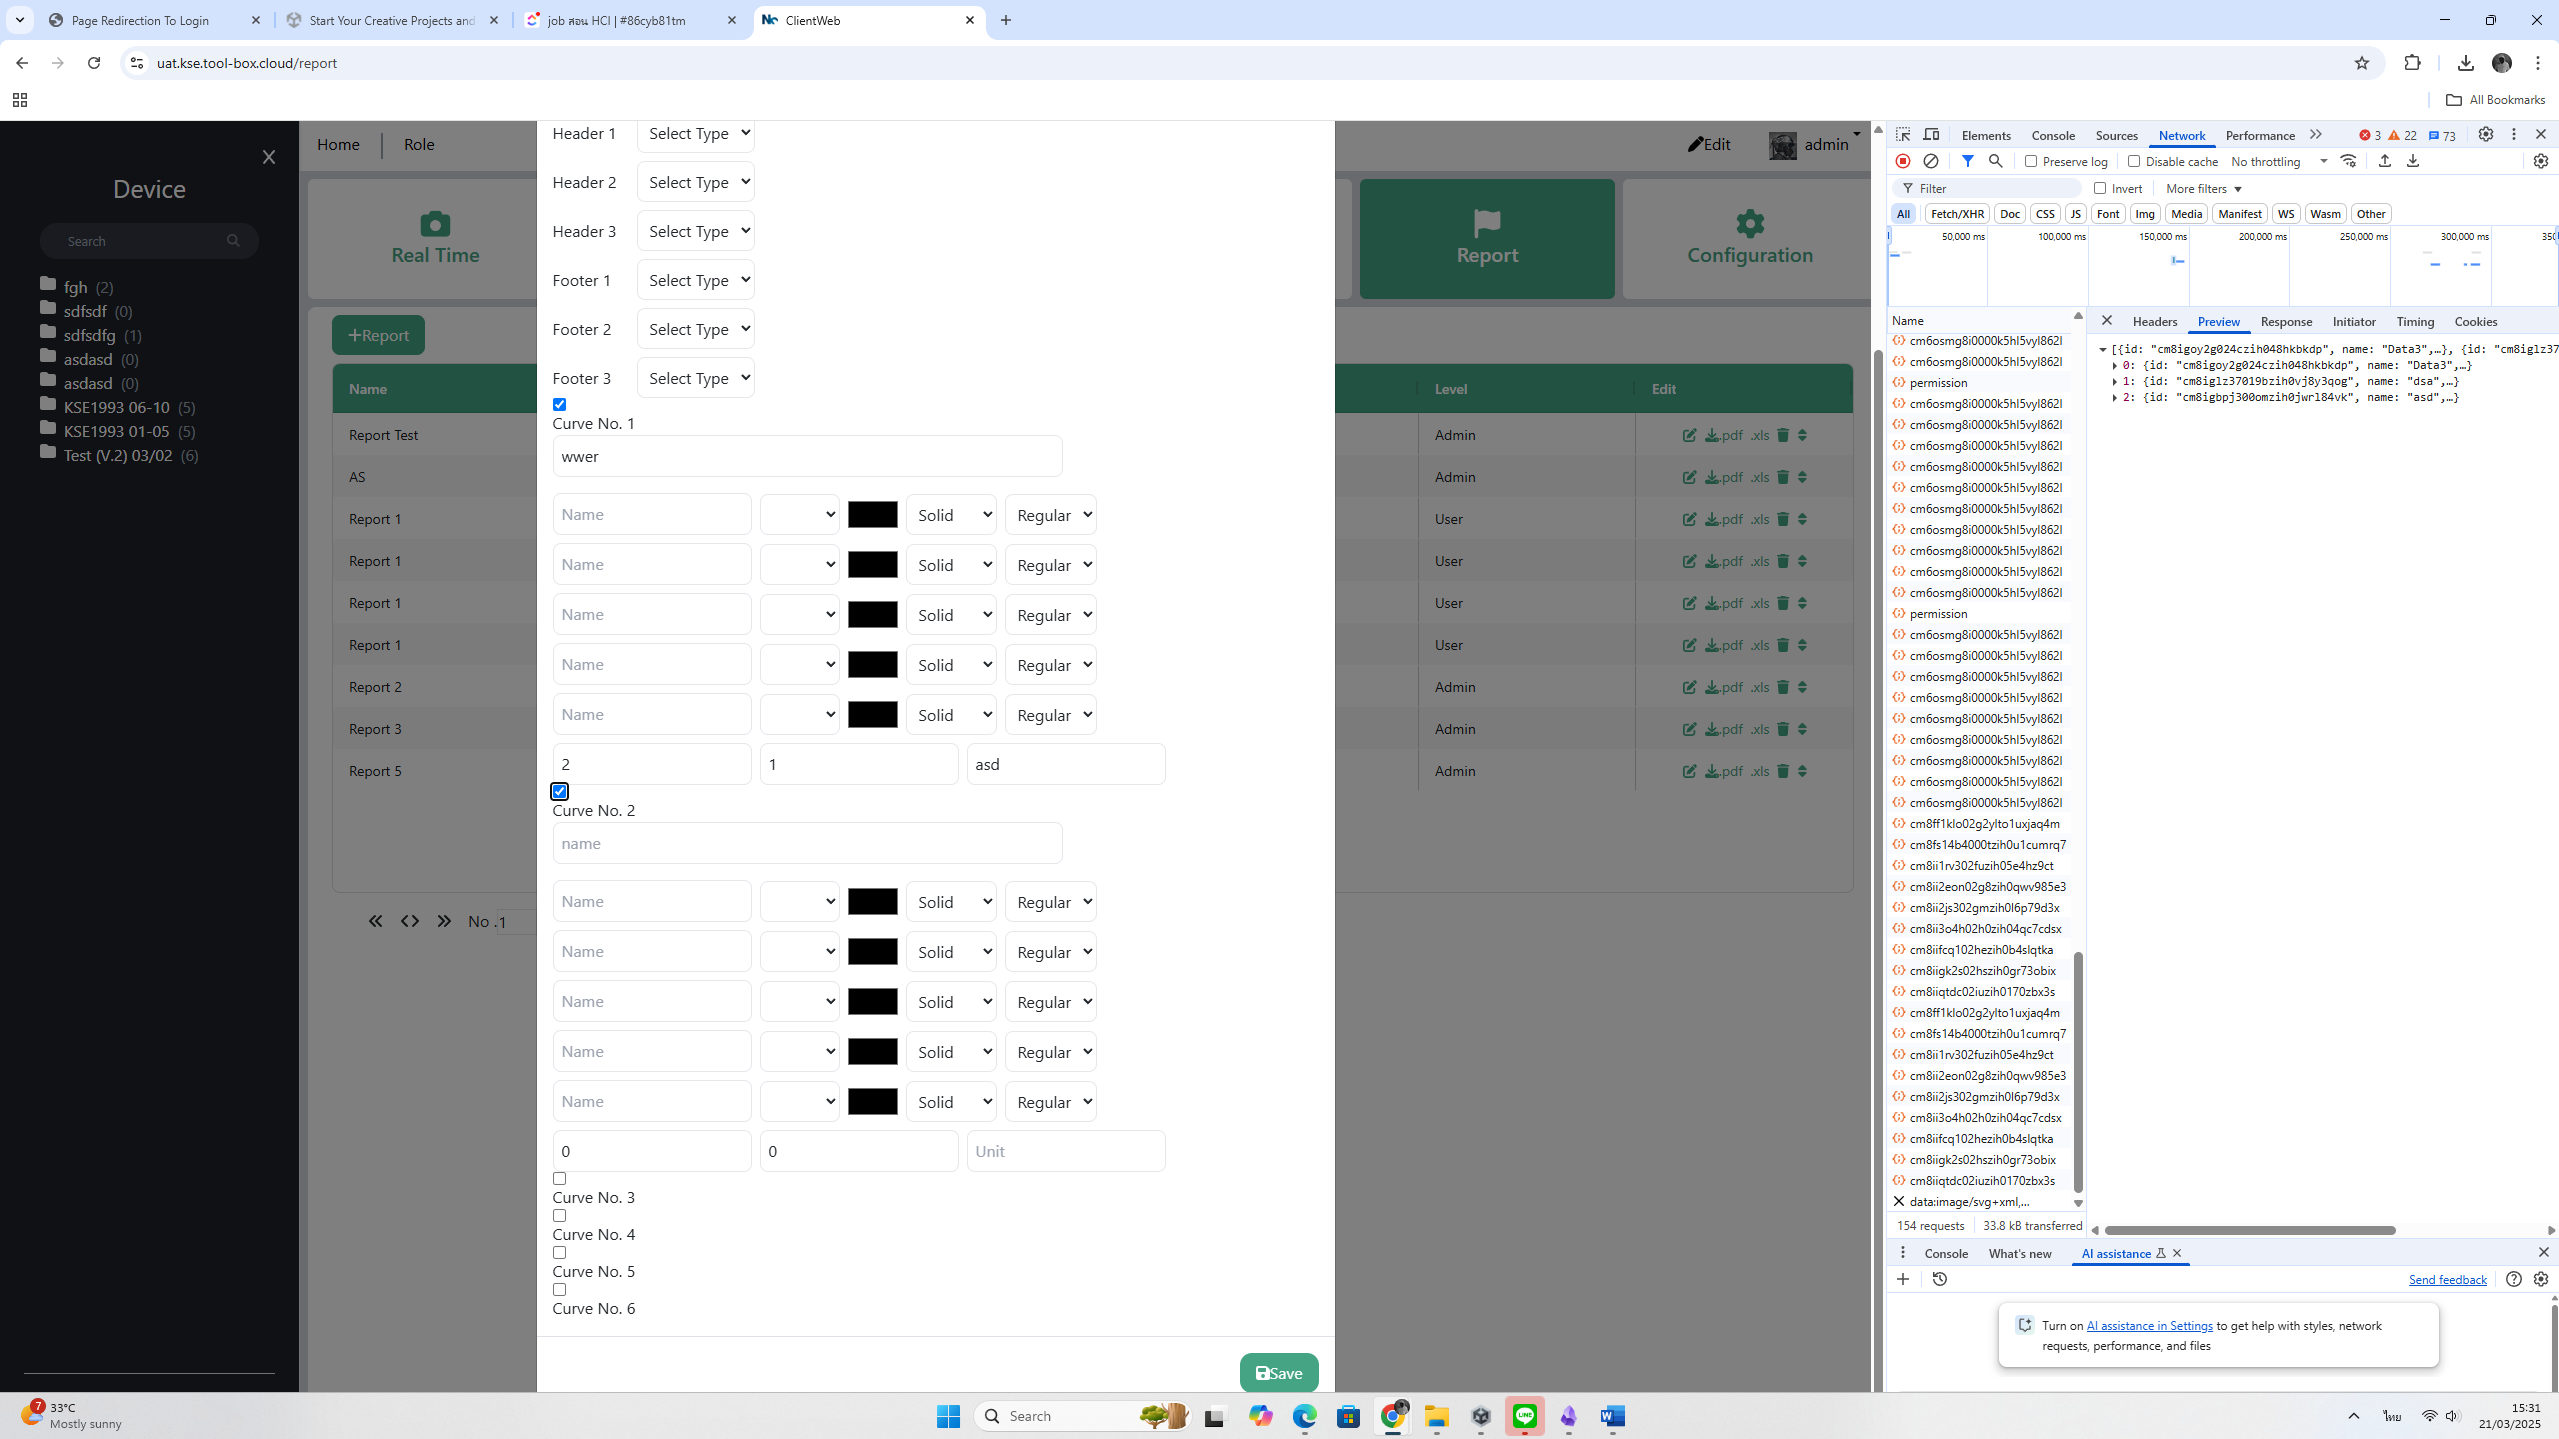 Page Redirection To Login
Start Your Creative Projects and
job สอน HCI | #86cyb81tm
ClientWeb
uat.kse.tool-box.cloud/report
All Bookmarks
Device
Search
fgh (2)
sdfsdf (0)
sdfsdfg (1)
asdasd (0)
asdasd (0)
KSE1993 06-10 (5)
KSE1993 01-05 (5)
Test (V.2) 03/02 (6)
Home
Role
Edit
admin
Real Time
Report
Configuration
+Report
Name
Level
Edit
Report Test
Admin
.pdf .xls
AS
Admin
.pdf .xls
Report 1
User
.pdf .xls
Report 1
User
.pdf .xls
Report 1
User
.pdf .xls
Report 1
User
.pdf .xls
Report 2
Admin
.pdf .xls
Report 3
Admin
.pdf .xls
Report 5
Admin
.pdf .xls
No .1
Header 1 Select Type
Header 2 Select Type
Header 3 Select Type
Footer 1 Select Type
Footer 2 Select Type
Footer 3 Select Type
Curve No. 1
wwer
Name Solid Regular
Name Solid Regular
Name Solid Regular
Name Solid Regular
Name Solid Regular
2 1 asd
Curve No. 2
name
Name Solid Regular
Name Solid Regular
Name Solid Regular
Name Solid Regular
Name Solid Regular
0 0 Unit
Curve No. 3
Curve No. 4
Curve No. 5
Curve No. 6
Save
Elements Console Sources Network Performance 3 22 73
Preserve log Disable cache No throttling
Filter Invert More filters
All Fetch/XHR Doc CSS JS Font Img Media Manifest WS Wasm Other
50,000 ms 100,000 ms 150,000 ms 200,000 ms 250,000 ms 300,000 ms 350
Name
cm6osmg8i0000k5hl5vyl862l
cm6osmg8i0000k5hl5vyl862l
permission
cm6osmg8i0000k5hl5vyl862l
cm6osmg8i0000k5hl5vyl862l
cm6osmg8i0000k5hl5vyl862l
cm6osmg8i0000k5hl5vyl862l
cm6osmg8i0000k5hl5vyl862l
cm6osmg8i0000k5hl5vyl862l
cm6osmg8i0000k5hl5vyl862l
cm6osmg8i0000k5hl5vyl862l
cm6osmg8i0000k5hl5vyl862l
cm6osmg8i0000k5hl5vyl862l
permission
cm6osmg8i0000k5hl5vyl862l
cm6osmg8i0000k5hl5vyl862l
cm6osmg8i0000k5hl5vyl862l
cm6osmg8i0000k5hl5vyl862l
cm6osmg8i0000k5hl5vyl862l
cm6osmg8i0000k5hl5vyl862l
cm6osmg8i0000k5hl5vyl862l
cm6osmg8i0000k5hl5vyl862l
cm6osmg8i0000k5hl5vyl862l
cm8ff1klo02g2ylto1uxjaq4m
cm8fs14b4000tzih0u1cumrq7
cm8ii1rv302fuzih05e4hz9ct
cm8ii2eon02g8zih0qwv985e3
cm8ii2js302gmzih0l6p79d3x
cm8ii3o4h02h0zih04qc7cdsx
cm8iifcq102hezih0b4slqtka
cm8iigk2s02hszih0gr73obix
cm8iiqtdc02iuzih0170zbx3s
cm8ff1klo02g2ylto1uxjaq4m
cm8fs14b4000tzih0u1cumrq7
cm8ii1rv302fuzih05e4hz9ct
cm8ii2eon02g8zih0qwv985e3
cm8ii2js302gmzih0l6p79d3x
cm8ii3o4h02h0zih04qc7cdsx
cm8iifcq102hezih0b4slqtka
cm8iigk2s02hszih0gr73obix
cm8iiqtdc02iuzih0170zbx3s
data:image/svg+xml,...
154 requests 33.8 kB transferred
Headers Preview Response Initiator Timing Cookies
[{id: "cm8igoy2g024czih048hkbkdp", name: "Data3",…}, {id: "cm8iglz37
0: {id: "cm8igoy2g024czih048hkbkdp", name: "Data3",…}
1: {id: "cm8iglz37019bzih0vj8y3qog", name: "dsa",…}
2: {id: "cm8igbpj300omzih0jwrl84vk", name: "asd",…}
Console What's new AI assistance
Send feedback
Turn on AI assistance in Settings to get help with styles, network
requests, performance, and files
7
33°C
Mostly sunny
Search
LINE
ไทย
15:31
21/03/2025